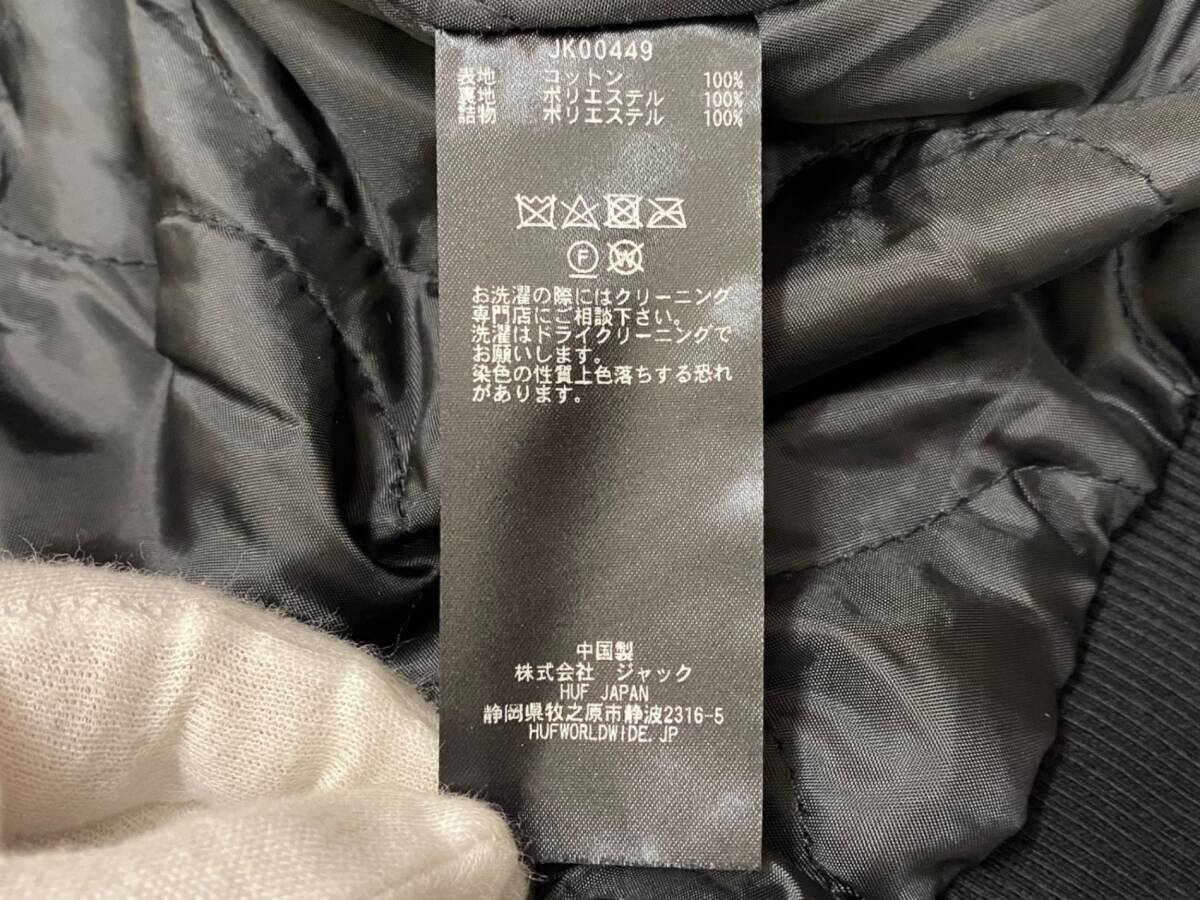 JK00449
表地 コットン 100%
裏地 ポリエステル 100%
詰物 ポリエステル 100%
F W
お洗濯の際にはクリーニング
専門店にご相談下さい。
洗濯はドライクリーニングで
お願いします。
染色の性質上色落ちする恐れ
があります。
中国製
株式会社 ジャック
HUF JAPAN
静岡県牧之原市静波2316-5
HUFWORLDWIDE.JP